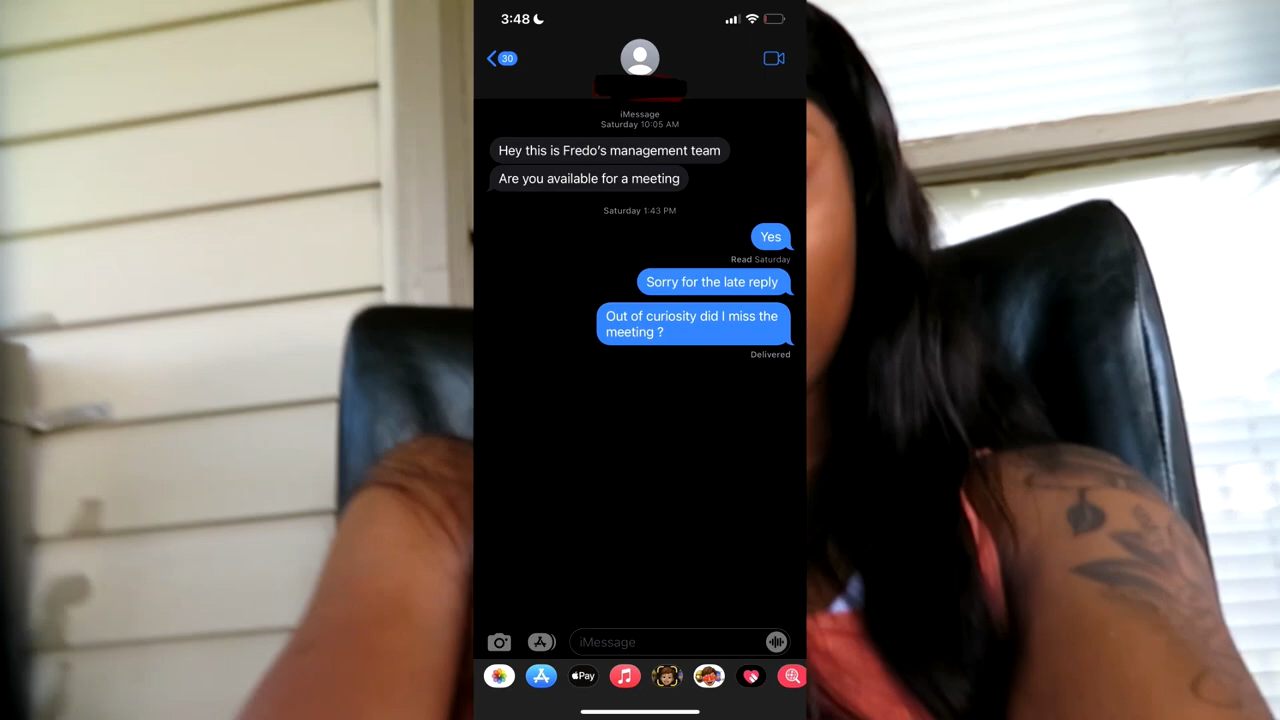 3:48
30
iMessage
Saturday 10:05 AM
Hey this is Fredo’s management team
Are you available for a meeting
Saturday 1:43 PM
Yes
Read Saturday
Sorry for the late reply
Out of curiosity did I miss the
meeting ?
Delivered
iMessage
Pay